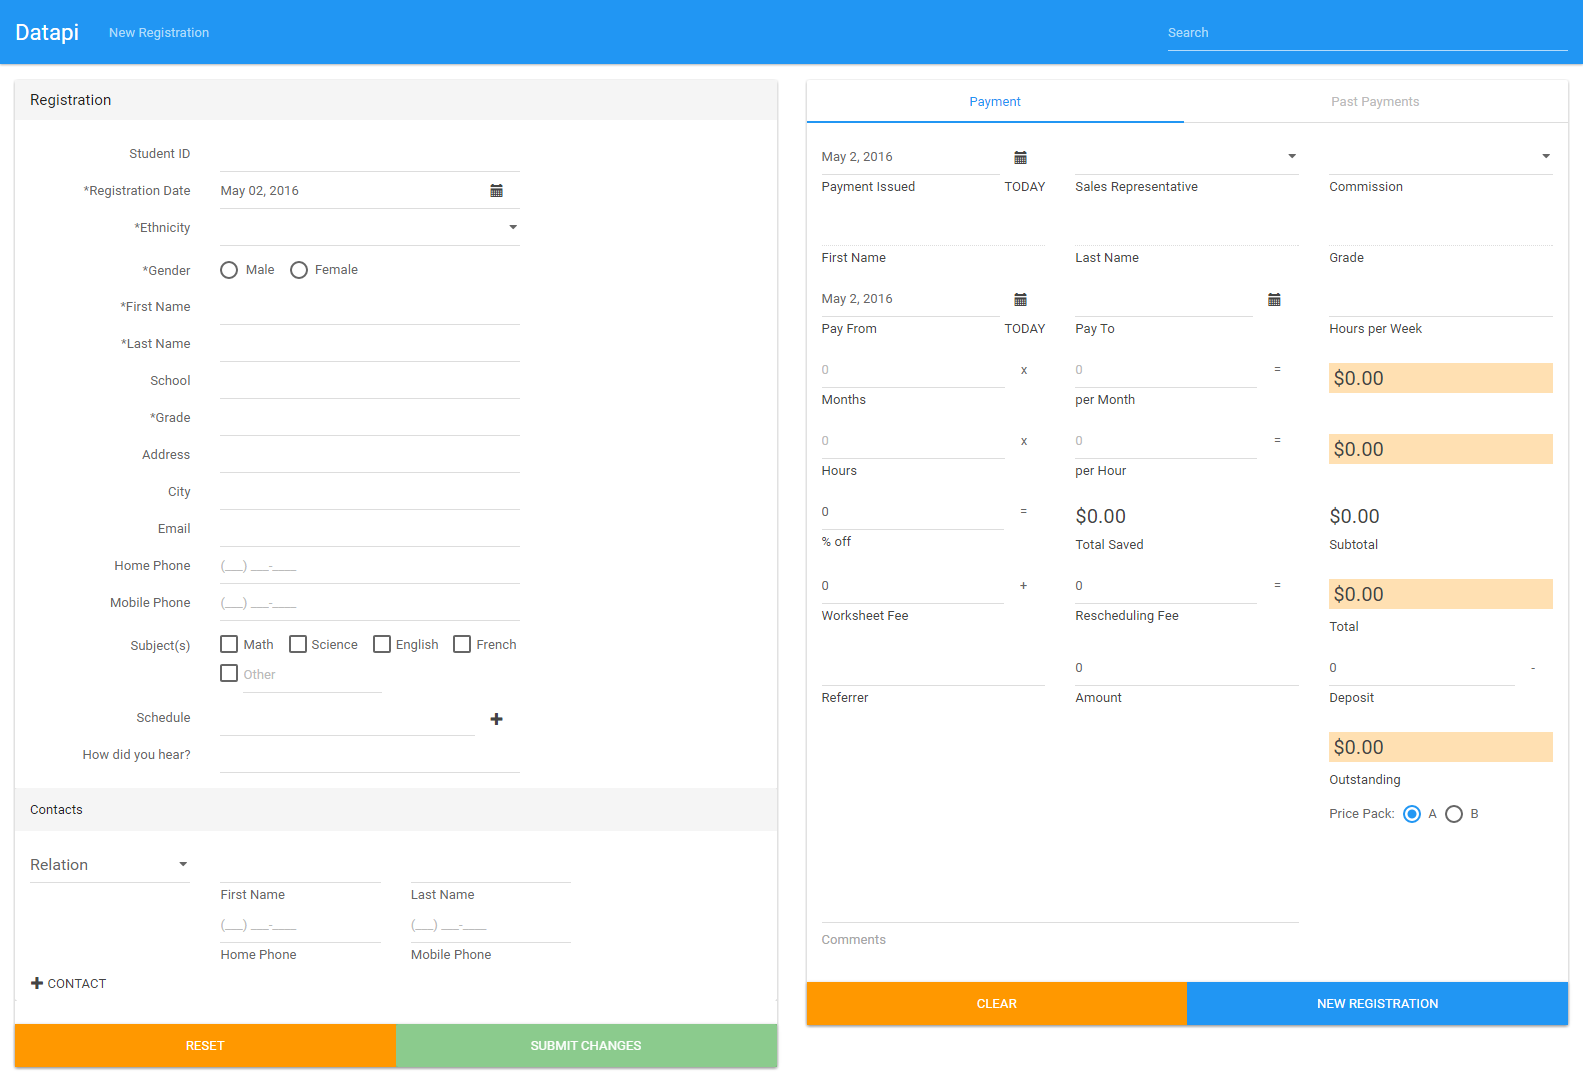 Datapi
New Registration
Search
Registration
Student ID
*Registration Date
May 02, 2016
*Ethnicity
*Gender
Male
Female
*First Name
*Last Name
School
*Grade
Address
City
Email
Home Phone
(___) ___-____
Mobile Phone
(___) ___-____
Subject(s)
Math
Science
English
French
Other
Schedule
How did you hear?
Contacts
Relation
First Name
Last Name
(___) ___-____
(___) ___-____
Home Phone
Mobile Phone
CONTACT
RESET
SUBMIT CHANGES
Payment
Past Payments
May 2, 2016
Payment Issued
TODAY
Sales Representative
Commission
First Name
Last Name
Grade
May 2, 2016
Pay From
TODAY
Pay To
Hours per Week
0 x 0 = $0.00
Months
per Month
0 x 0 = $0.00
Hours
per Hour
0 = $0.00
$0.00
% off
Total Saved
Subtotal
0 + 0 = $0.00
Worksheet Fee
Rescheduling Fee
Total
0
0 -
Referrer
Amount
Deposit
$0.00
Outstanding
Price Pack: A B
Comments
CLEAR
NEW REGISTRATION